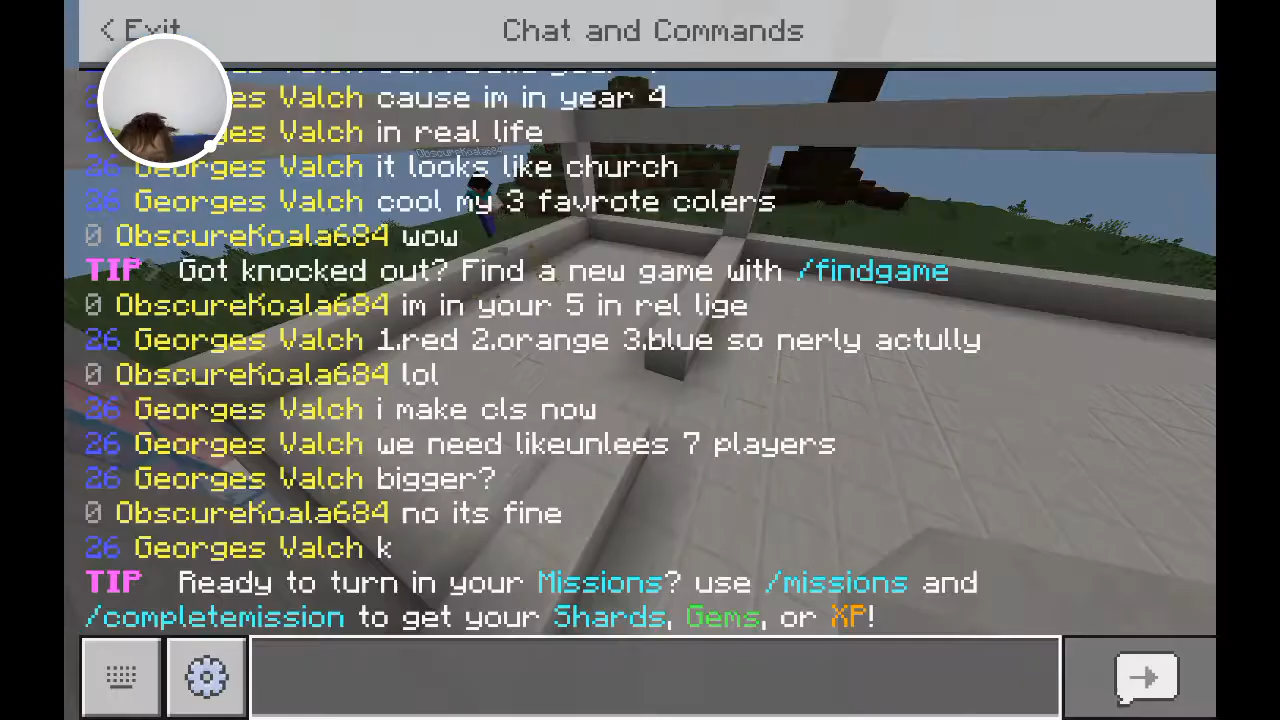 < Exit
Chat and Commands
es Valch cause im in year 4
ges Valch in real life
ObscureKoala684
26 Georges Valch it looks like church
26 Georges Valch cool my 3 favrote colers
0 ObscureKoala684 wow
TIP Got knocked out? Find a new game with /findgame
0 ObscureKoala684 im in your 5 in rel lige
26 Georges Valch 1.red 2.orange 3.blue so nerly actully
0 ObscureKoala684 lol
26 Georges Valch i make cls now
26 Georges Valch we need likeunlees 7 players
26 Georges Valch bigger?
0 ObscureKoala684 no its fine
26 Georges Valch k
TIP Ready to turn in your Missions? use /missions and
/completemission to get your Shards, Gems, or XP!